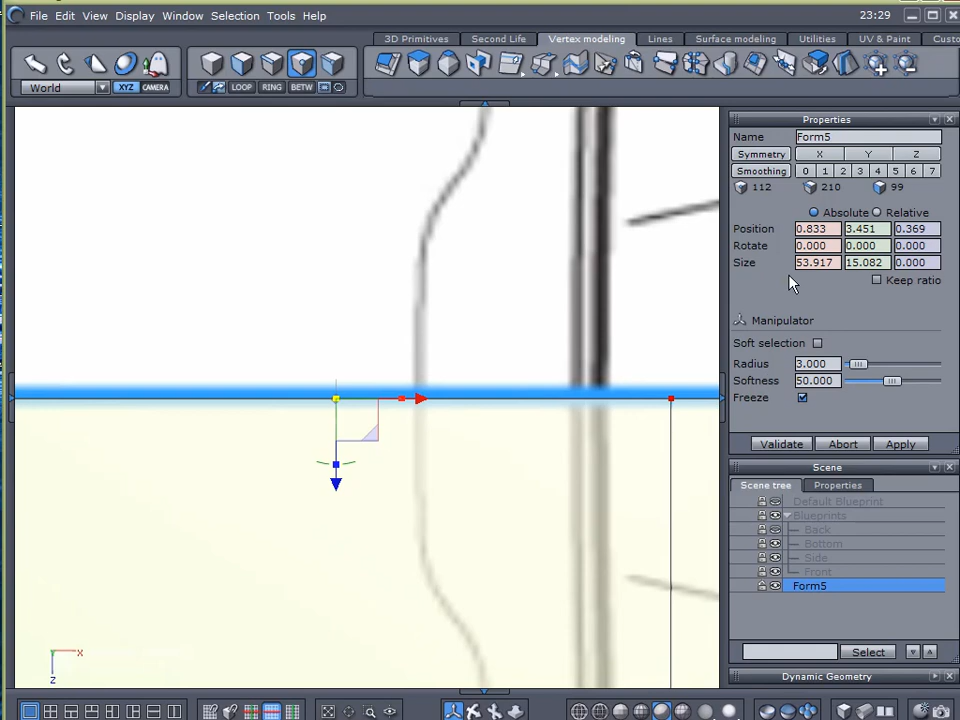 File Edit View Display Window Selection Tools Help 23:29
3D Primitives Second Life Vertex modeling Lines Surface modeling Utilities UV & Paint Custo
World XYZ CAMERA LOOP RING BETW
Properties
Name Form5
Symmetry X Y Z
Smoothing 0 1 2 3 4 5 6 7
112 210 99
Absolute Relative
Position 0.833 3.451 0.369
Rotate 0.000 0.000 0.000
Size 53.917 15.082 0.000
Keep ratio
Manipulator
Soft selection
Radius 3.000
Softness 50.000
Freeze
Validate Abort Apply
Scene
Scene tree Properties
Default Blueprint
Blueprints
Back
Bottom
Side
Front
Form5
Select
Dynamic Geometry
x
z